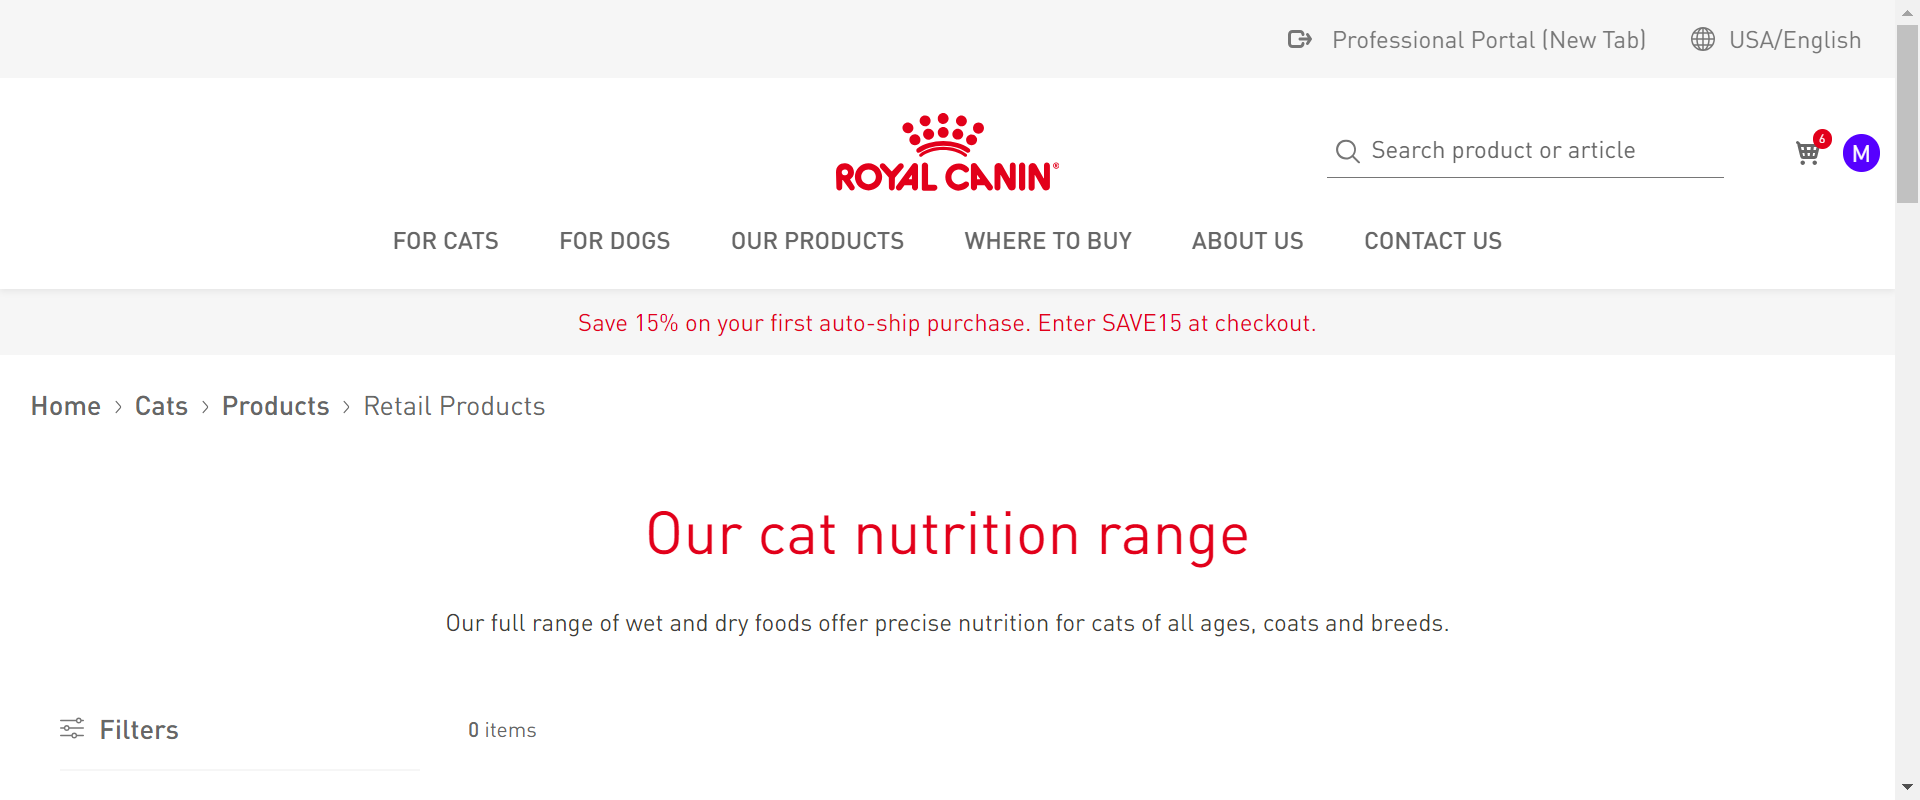 Professional Portal (New Tab)
USA/English
ROYAL CANIN®
Search product or article
6
M
FOR CATS
FOR DOGS
OUR PRODUCTS
WHERE TO BUY
ABOUT US
CONTACT US
Save 15% on your first auto-ship purchase. Enter SAVE15 at checkout.
Home > Cats > Products > Retail Products
Our cat nutrition range
Our full range of wet and dry foods offer precise nutrition for cats of all ages, coats and breeds.
Filters
0 items